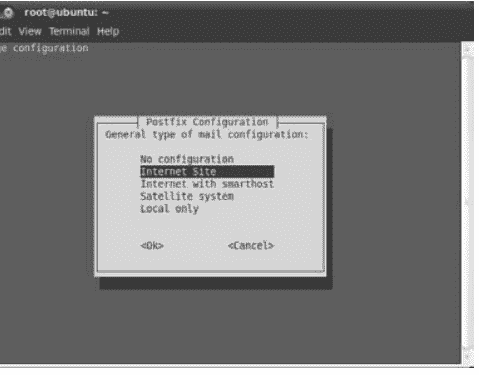 root@ubuntu: ~
dit View Terminal Help
e configuration
Postfix Configuration
General type of mail configuration:
No configuration
Internet Site
Internet with smarthost
Satellite system
Local only
<Ok> <Cancel>